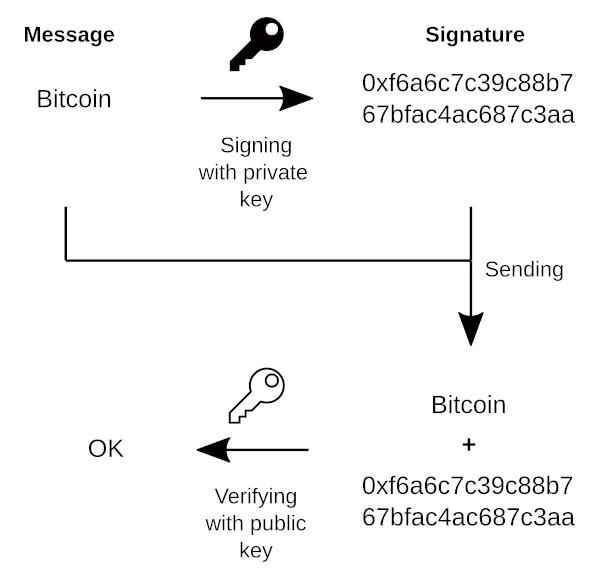 Message
Signature
Bitcoin
0xf6a6c7c39c88b7
67bfac4ac687c3aa
Signing
with private
key
Sending
Bitcoin
+
0xf6a6c7c39c88b7
67bfac4ac687c3aa
OK
Verifying
with public
key